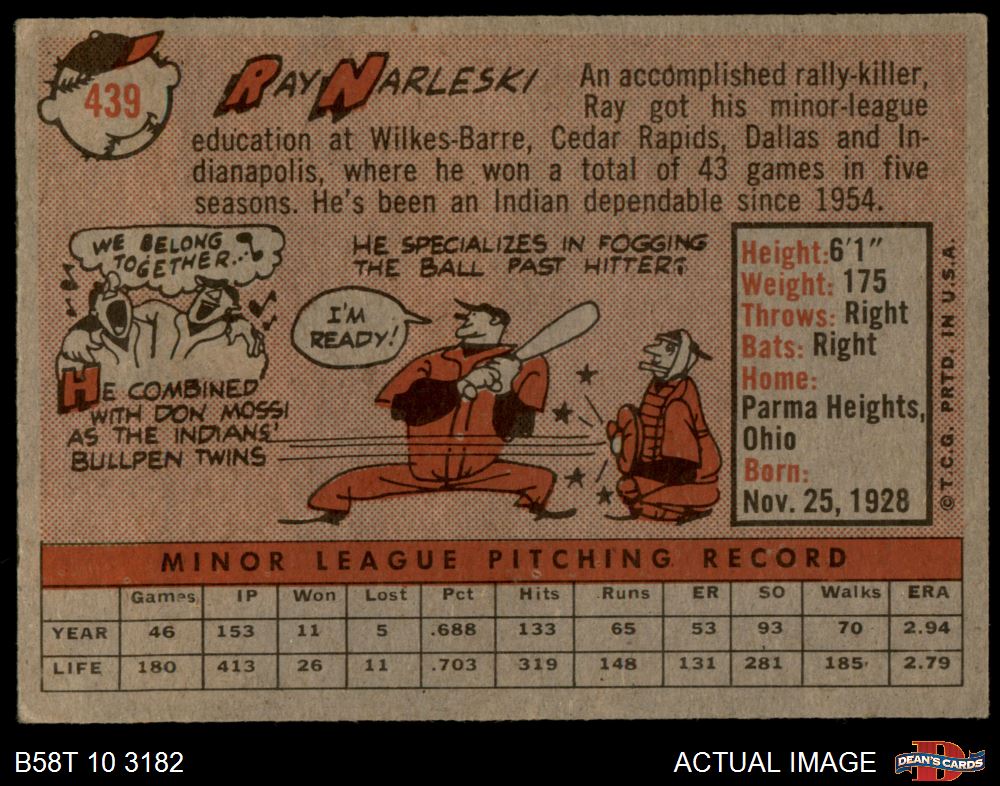 439
RAY NARLESKI
An accomplished rally-killer,
Ray got his minor-league
education at Wilkes-Barre, Cedar Rapids, Dallas and In-
dianapolis, where he won a total of 43 games in five
seasons. He's been an Indian dependable since 1954.
WE BELONG
TOGETHER...
HE COMBINED
WITH DON MOSSI
AS THE INDIANS'
BULLPEN TWINS
HE SPECIALIZES IN FOGGING
THE BALL PAST HITTERS
I'M
READY!
Height: 6'1"
Weight: 175
Throws: Right
Bats: Right
Home:
Parma Heights,
Ohio
Born:
Nov. 25, 1928
© T.C.G. PRTD. IN U.S.A.
MINOR LEAGUE PITCHING RECORD
Games IP Won Lost Pct Hits Runs ER SO Walks ERA
YEAR 46 153 11 5 .688 133 65 53 93 70 2.94
LIFE 180 413 26 11 .703 319 148 131 281 185 2.79
B58T 10 3182
ACTUAL IMAGE
D
DEAN'S CARDS